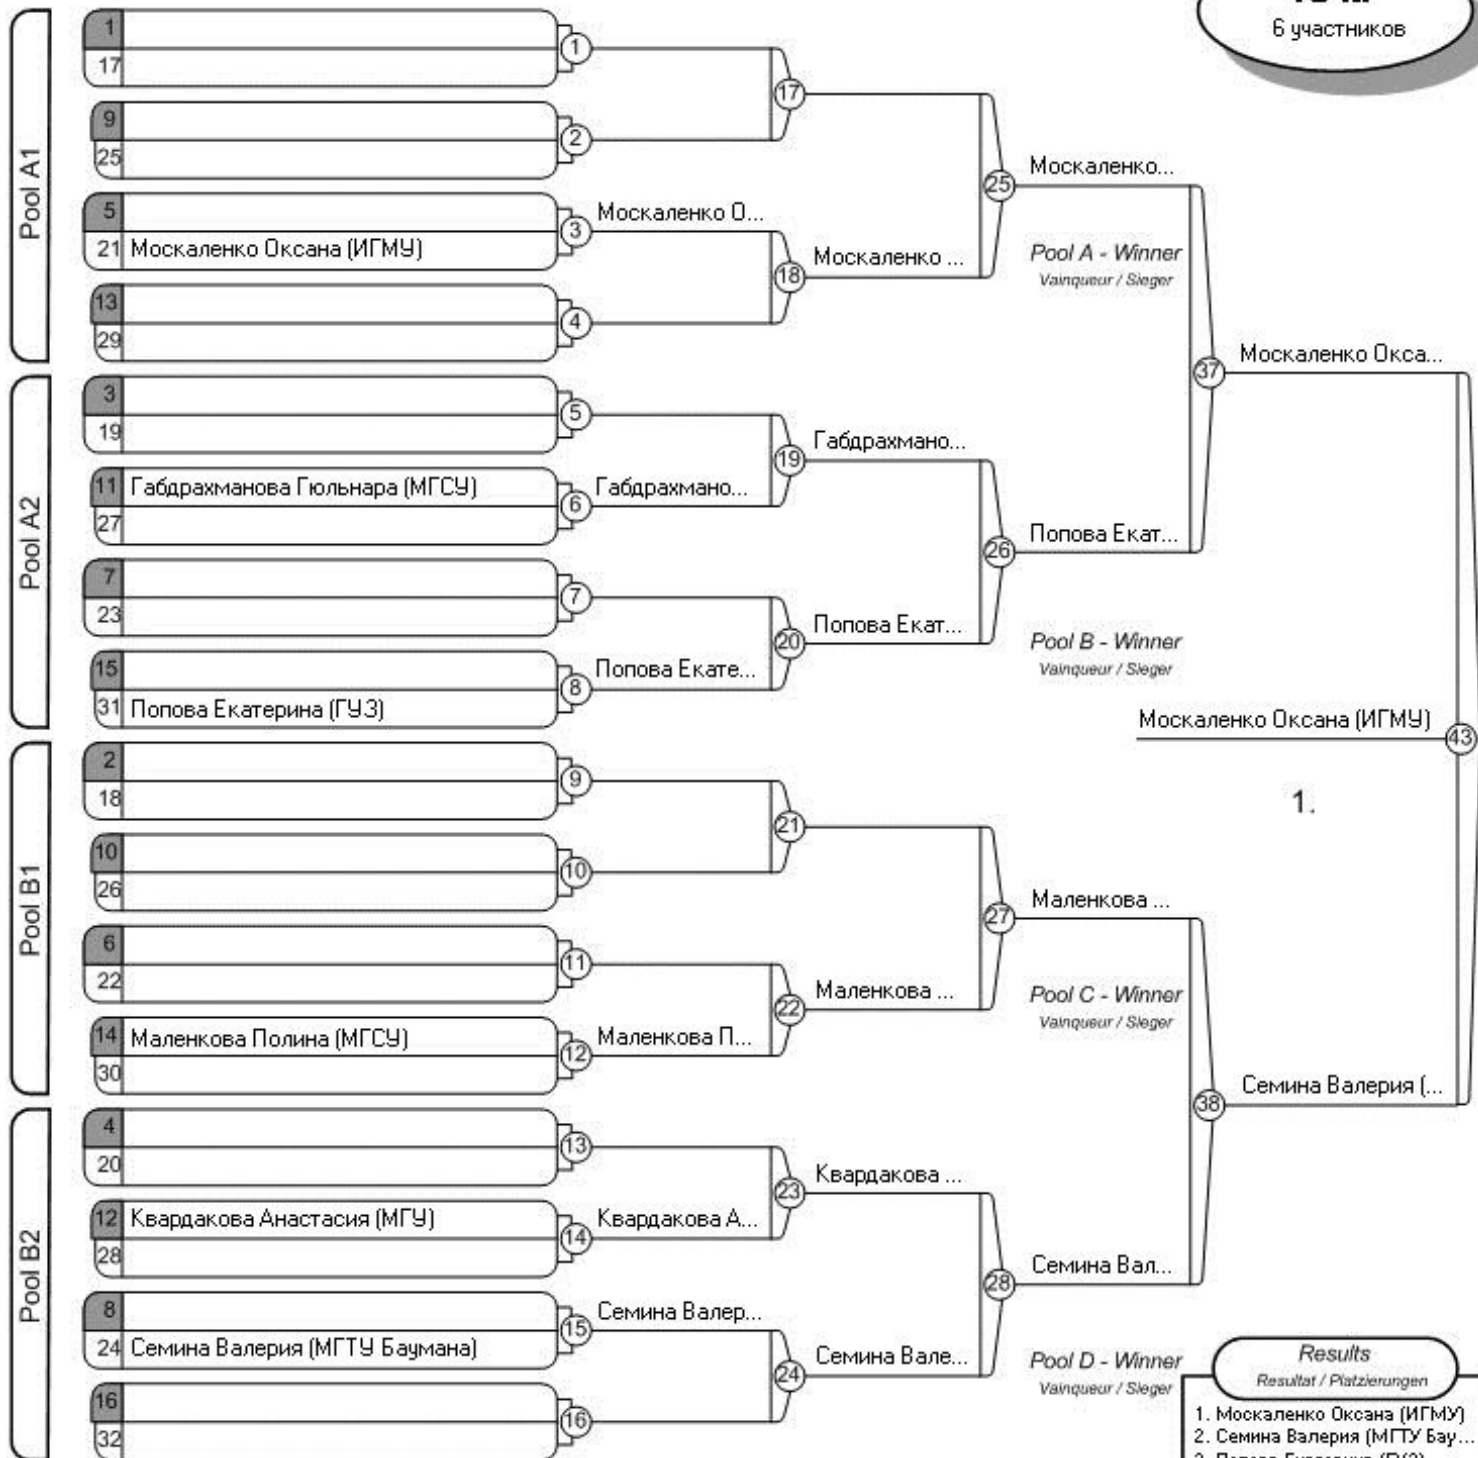 6 участников
Pool A1
1
17
1
9
25
2
17
5
21 Москаленко Оксана (ИГМУ)
3
Москаленко О...
13
29
4
18
Москаленко ...
25
Москаленко...
Pool A - Winner
Vainqueur / Sieger
Pool A2
3
19
5
11 Габдрахманова Гюльнара (МГСУ)
27
6
Габдрахмано...
19
Габдрахмано...
7
23
7
15
31 Попова Екатерина (ГУЗ)
8
Попова Екате...
20
Попова Екат...
26
Попова Екат...
Pool B - Winner
Vainqueur / Sieger
37
Москаленко Окса...
Москаленко Оксана (ИГМУ)
43
1.
Pool B1
2
18
9
10
26
10
21
6
22
11
14 Маленкова Полина (МГСУ)
30
12
Маленкова П...
22
Маленкова ...
27
Маленкова ...
Pool C - Winner
Vainqueur / Sieger
Pool B2
4
20
13
12 Квардакова Анастасия (МГУ)
28
14
Квардакова А...
23
Квардакова ...
8
24 Семина Валерия (МГТУ Баумана)
15
Семина Валер...
16
32
16
24
Семина Вале...
28
Семина Вал...
Pool D - Winner
Vainqueur / Sieger
38
Семина Валерия (...
Results
Resultat / Platzierungen
1. Москаленко Оксана (ИГМУ)
2. Семина Валерия (МГТУ Бау...